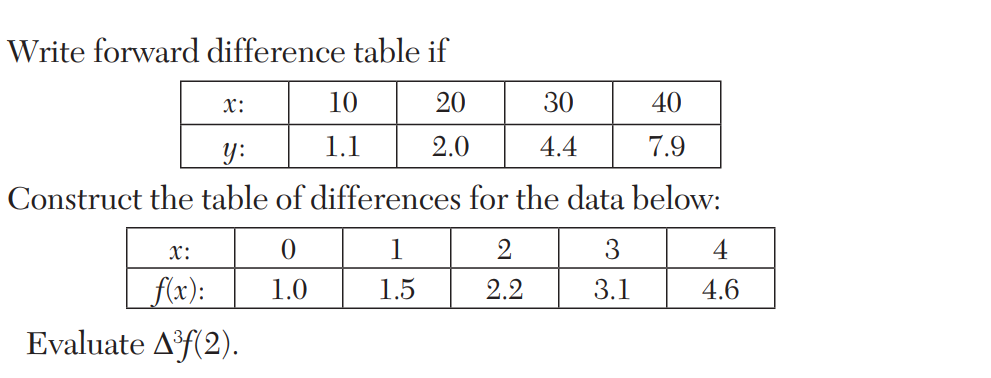 Write forward difference table if
x: 10 20 30 40
y: 1.1 2.0 4.4 7.9
Construct the table of differences for the data below:
x: 0 1 2 3 4
f(x): 1.0 1.5 2.2 3.1 4.6
Evaluate Δ³f(2).